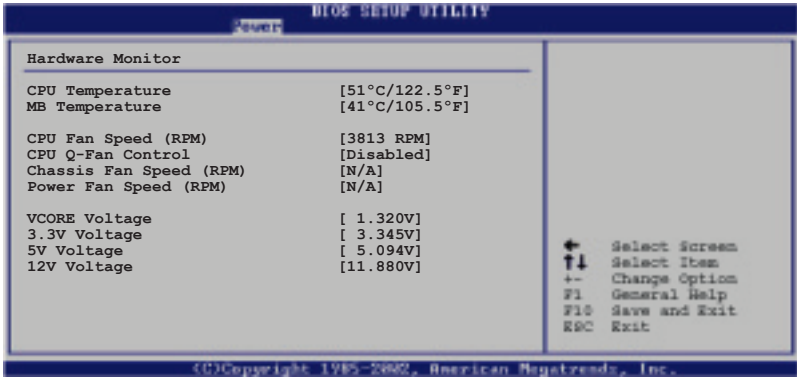 BIOS SETUP UTILITY
Power
Hardware Monitor
CPU Temperature [51°C/122.5°F]
MB Temperature [41°C/105.5°F]
CPU Fan Speed (RPM) [3813 RPM]
CPU Q-Fan Control [Disabled]
Chassis Fan Speed (RPM) [N/A]
Power Fan Speed (RPM) [N/A]
VCORE Voltage [ 1.320V]
3.3V Voltage [ 3.345V]
5V Voltage [ 5.094V]
12V Voltage [11.880V]
← Select Screen
↑↓ Select Item
+- Change Option
F1 General Help
F10 Save and Exit
ESC Exit
(C)Copyright 1985-2002, American Megatrends, Inc.